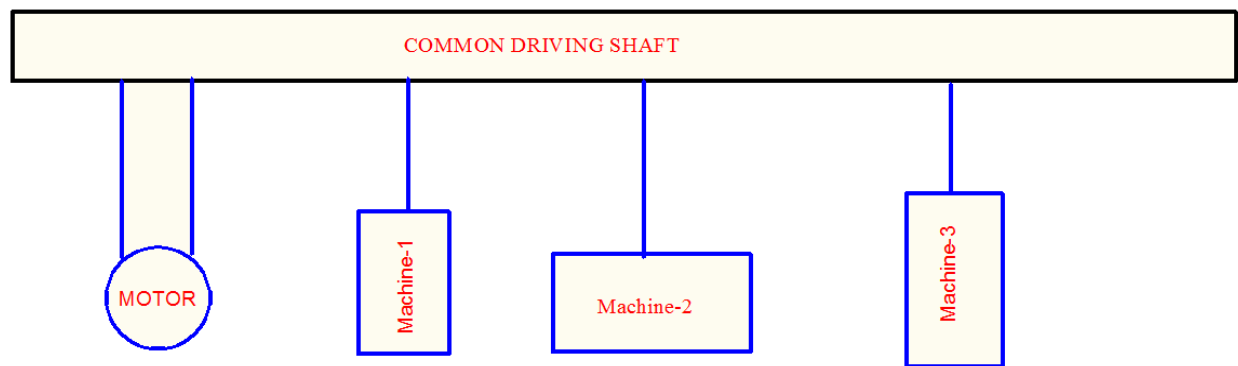 COMMON DRIVING SHAFT
MOTOR
Machine-1
Machine-2
Machine-3